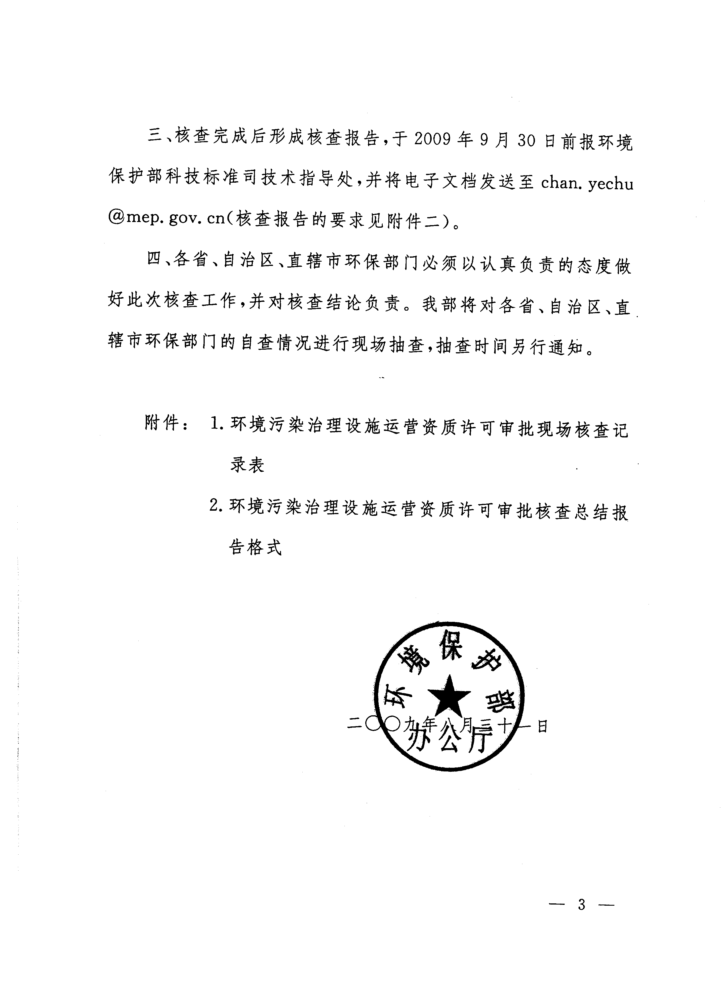 三、核查完成后形成核查报告，于 2009 年 9 月 30 日前报环境
保护部科技标准司技术指导处，并将电子文档发送至 chan. yechu
@mep. gov. cn（核查报告的要求见附件二）。
四、各省、自治区、直辖市环保部门必须以认真负责的态度做
好此次核查工作，并对核查结论负责。我部将对各省、自治区、直
辖市环保部门的自查情况进行现场抽查，抽查时间另行通知。
附件： 1. 环境污染治理设施运营资质许可审批现场核查记
录表
2. 环境污染治理设施运营资质许可审批核查总结报
告格式
环境保护部
二〇〇九年八月三十一日
办公厅
— 3 —